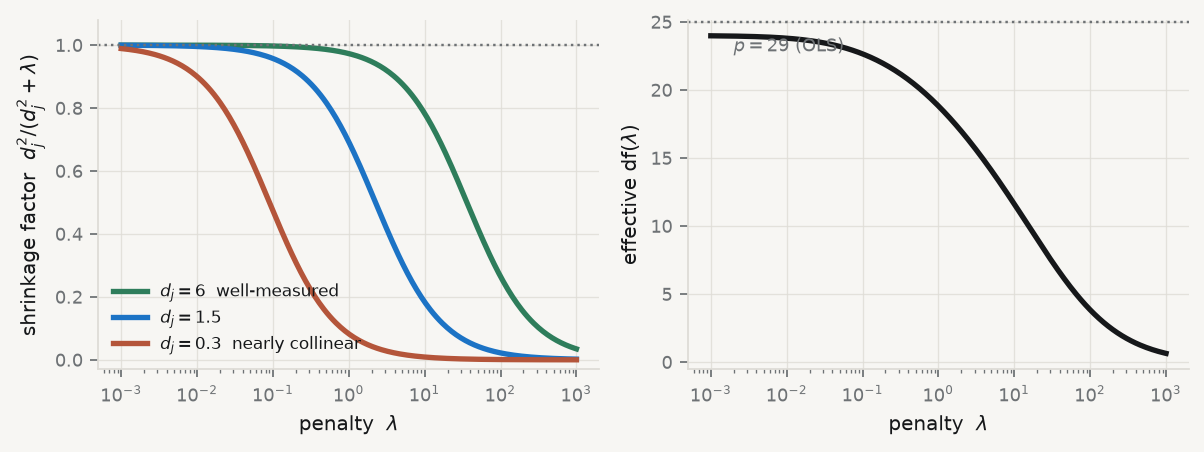 shrinkage factor d_j^2/(d_j^2 + λ)
1.0
0.8
0.6
0.4
0.2
0.0
d_j = 6 well-measured
d_j = 1.5
d_j = 0.3 nearly collinear
10^−3 10^−2 10^−1 10^0 10^1 10^2 10^3
penalty λ
effective df(λ)
25
20
15
10
5
0
p = 29 (OLS)
10^−3 10^−2 10^−1 10^0 10^1 10^2 10^3
penalty λ